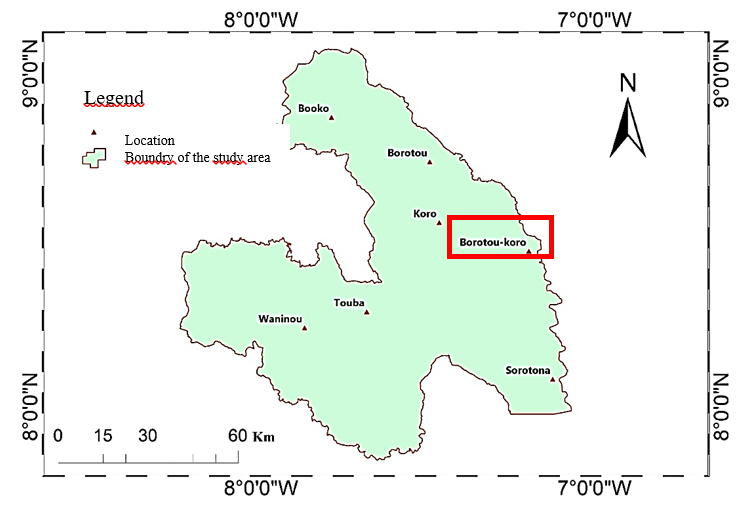 8°0'0"W 7°0'0"W
9°0'0"N 9°0'0"N
N
Legend
Booko
Location
Boundry of the study area
Borotou
Koro
Borotou-koro
Touba
Waninou
Sorotona
8°0'0"N 8°0'0"N
0 15 30 60 Km
8°0'0"W 7°0'0"W